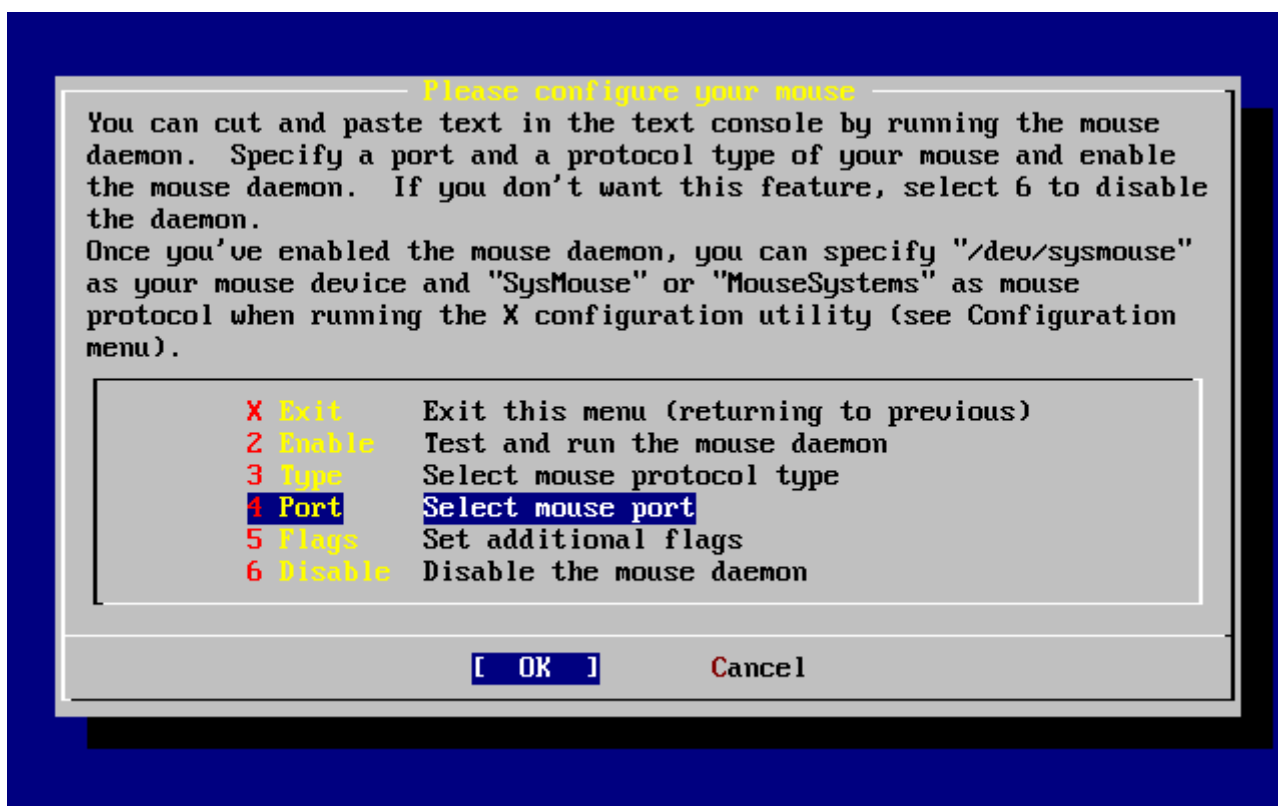 Please configure your mouse
You can cut and paste text in the text console by running the mouse
daemon.  Specify a port and a protocol type of your mouse and enable
the mouse daemon.  If you don't want this feature, select 6 to disable
the daemon.
Once you've enabled the mouse daemon, you can specify "/dev/sysmouse"
as your mouse device and "SysMouse" or "MouseSystems" as mouse
protocol when running the X configuration utility (see Configuration
menu).
X Exit     Exit this menu (returning to previous)
2 Enable   Test and run the mouse daemon
3 Type     Select mouse protocol type
4 Port     Select mouse port
5 Flags    Set additional flags
6 Disable  Disable the mouse daemon
[  OK  ]       Cancel